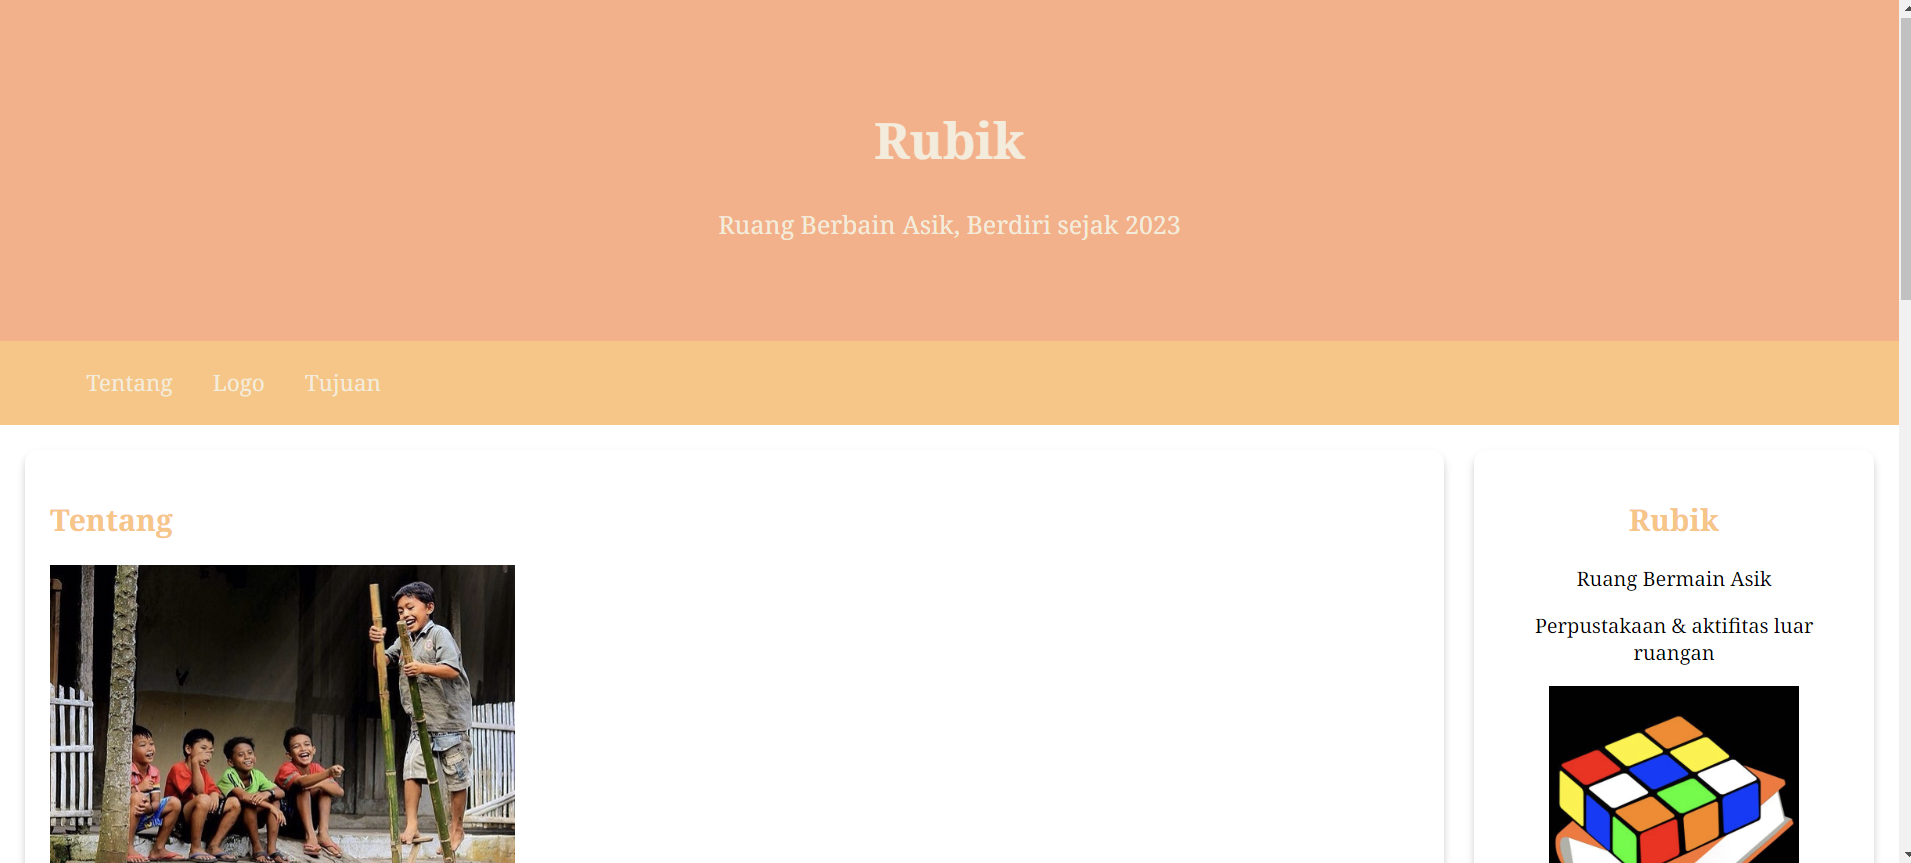 Rubik
Ruang Berbain Asik, Berdiri sejak 2023
Tentang Logo Tujuan
Tentang
Rubik
Ruang Bermain Asik
Perpustakaan & aktifitas luar
ruangan